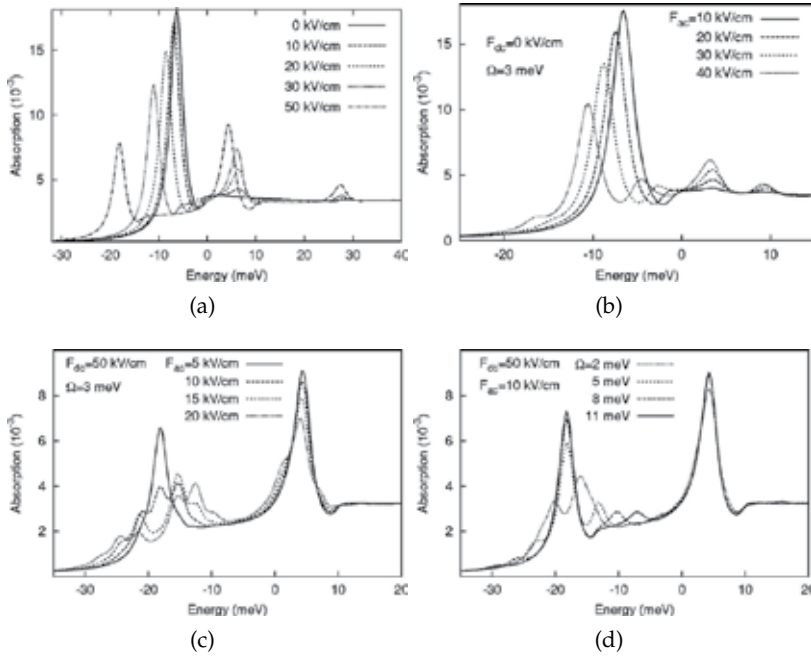 0 kV/cm
10 kV/cm
20 kV/cm
30 kV/cm
50 kV/cm
Absorption (10⁻³)
15
10
5
-30 -20 -10 0 10 20 30 40
Energy (meV)
(a)
F_dc=0 kV/cm
Ω=3 meV
F_ac=10 kV/cm
20 kV/cm
30 kV/cm
40 kV/cm
Absorption (10⁻³)
15
10
5
0
-20 -10 0 10
Energy (meV)
(b)
F_dc=50 kV/cm
Ω=3 meV
F_ac=5 kV/cm
10 kV/cm
15 kV/cm
20 kV/cm
Absorption (10⁻³)
8
6
4
2
-30 -20 -10 0 10 20
Energy (meV)
(c)
F_dc=50 kV/cm
F_ac=10 kV/cm
Ω=2 meV
5 meV
8 meV
11 meV
Absorption (10⁻³)
8
6
4
2
-30 -20 -10 0 10 20
Energy (meV)
(d)